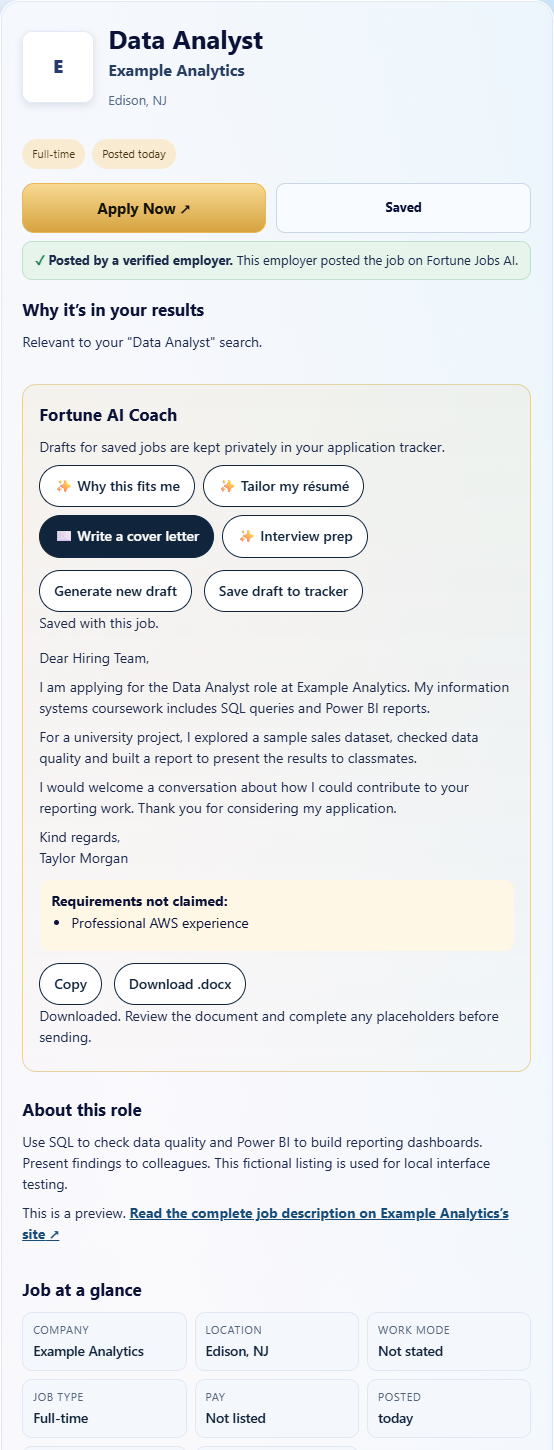 E
Data Analyst
Example Analytics
Edison, NJ
Full-time
Posted today
Apply Now ↗
Saved
✓ Posted by a verified employer. This employer posted the job on Fortune Jobs AI.
Why it’s in your results
Relevant to your "Data Analyst" search.
Fortune AI Coach
Drafts for saved jobs are kept privately in your application tracker.
✨ Why this fits me
✨ Tailor my résumé
Write a cover letter
✨ Interview prep
Generate new draft
Save draft to tracker
Saved with this job.
Dear Hiring Team,
I am applying for the Data Analyst role at Example Analytics. My information
systems coursework includes SQL queries and Power BI reports.
For a university project, I explored a sample sales dataset, checked data
quality and built a report to present the results to classmates.
I would welcome a conversation about how I could contribute to your
reporting work. Thank you for considering my application.
Kind regards,
Taylor Morgan
Requirements not claimed:
• Professional AWS experience
Copy
Download .docx
Downloaded. Review the document and complete any placeholders before
sending.
About this role
Use SQL to check data quality and Power BI to build reporting dashboards.
Present findings to colleagues. This fictional listing is used for local interface
testing.
This is a preview. Read the complete job description on Example Analytics’s
site ↗
Job at a glance
COMPANY
Example Analytics
LOCATION
Edison, NJ
WORK MODE
Not stated
JOB TYPE
Full-time
PAY
Not listed
POSTED
today